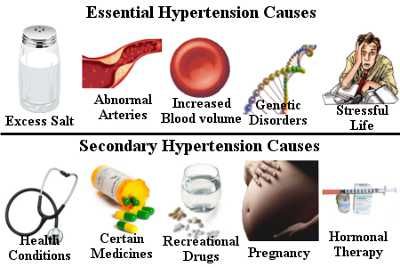 Essential Hypertension Causes
Excess Salt
Abnormal
Arteries
Increased
Blood volume
Genetic
Disorders
Stressful
Life
Secondary Hypertension Causes
Health
Conditions
Certain
Medicines
Recreational
Drugs
Pregnancy
Hormonal
Therapy